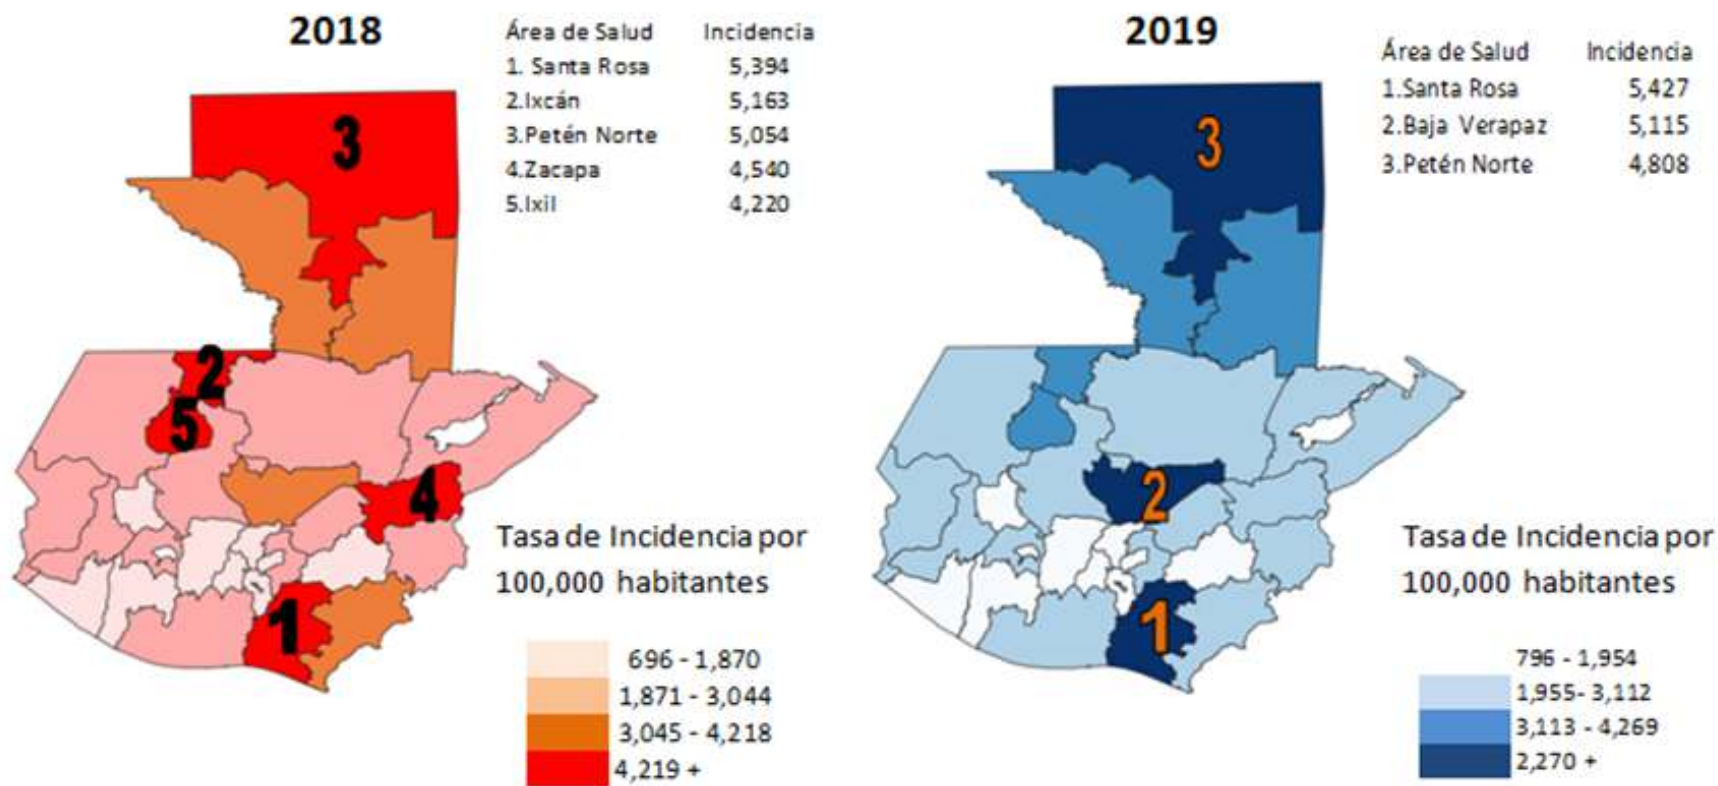 2018
Área de Salud Incidencia
1. Santa Rosa 5,394
2.Ixcán 5,163
3.Petén Norte 5,054
4.Zacapa 4,540
5.Ixil 4,220
3
2
5
4
1
Tasa de Incidencia por
100,000 habitantes
696 - 1,870
1,871 - 3,044
3,045 - 4,218
4,219 +
2019
Área de Salud Incidencia
1.Santa Rosa 5,427
2.Baja Verapaz 5,115
3.Petén Norte 4,808
3
2
1
Tasa de Incidencia por
100,000 habitantes
796 - 1,954
1,955- 3,112
3,113 - 4,269
2,270 +